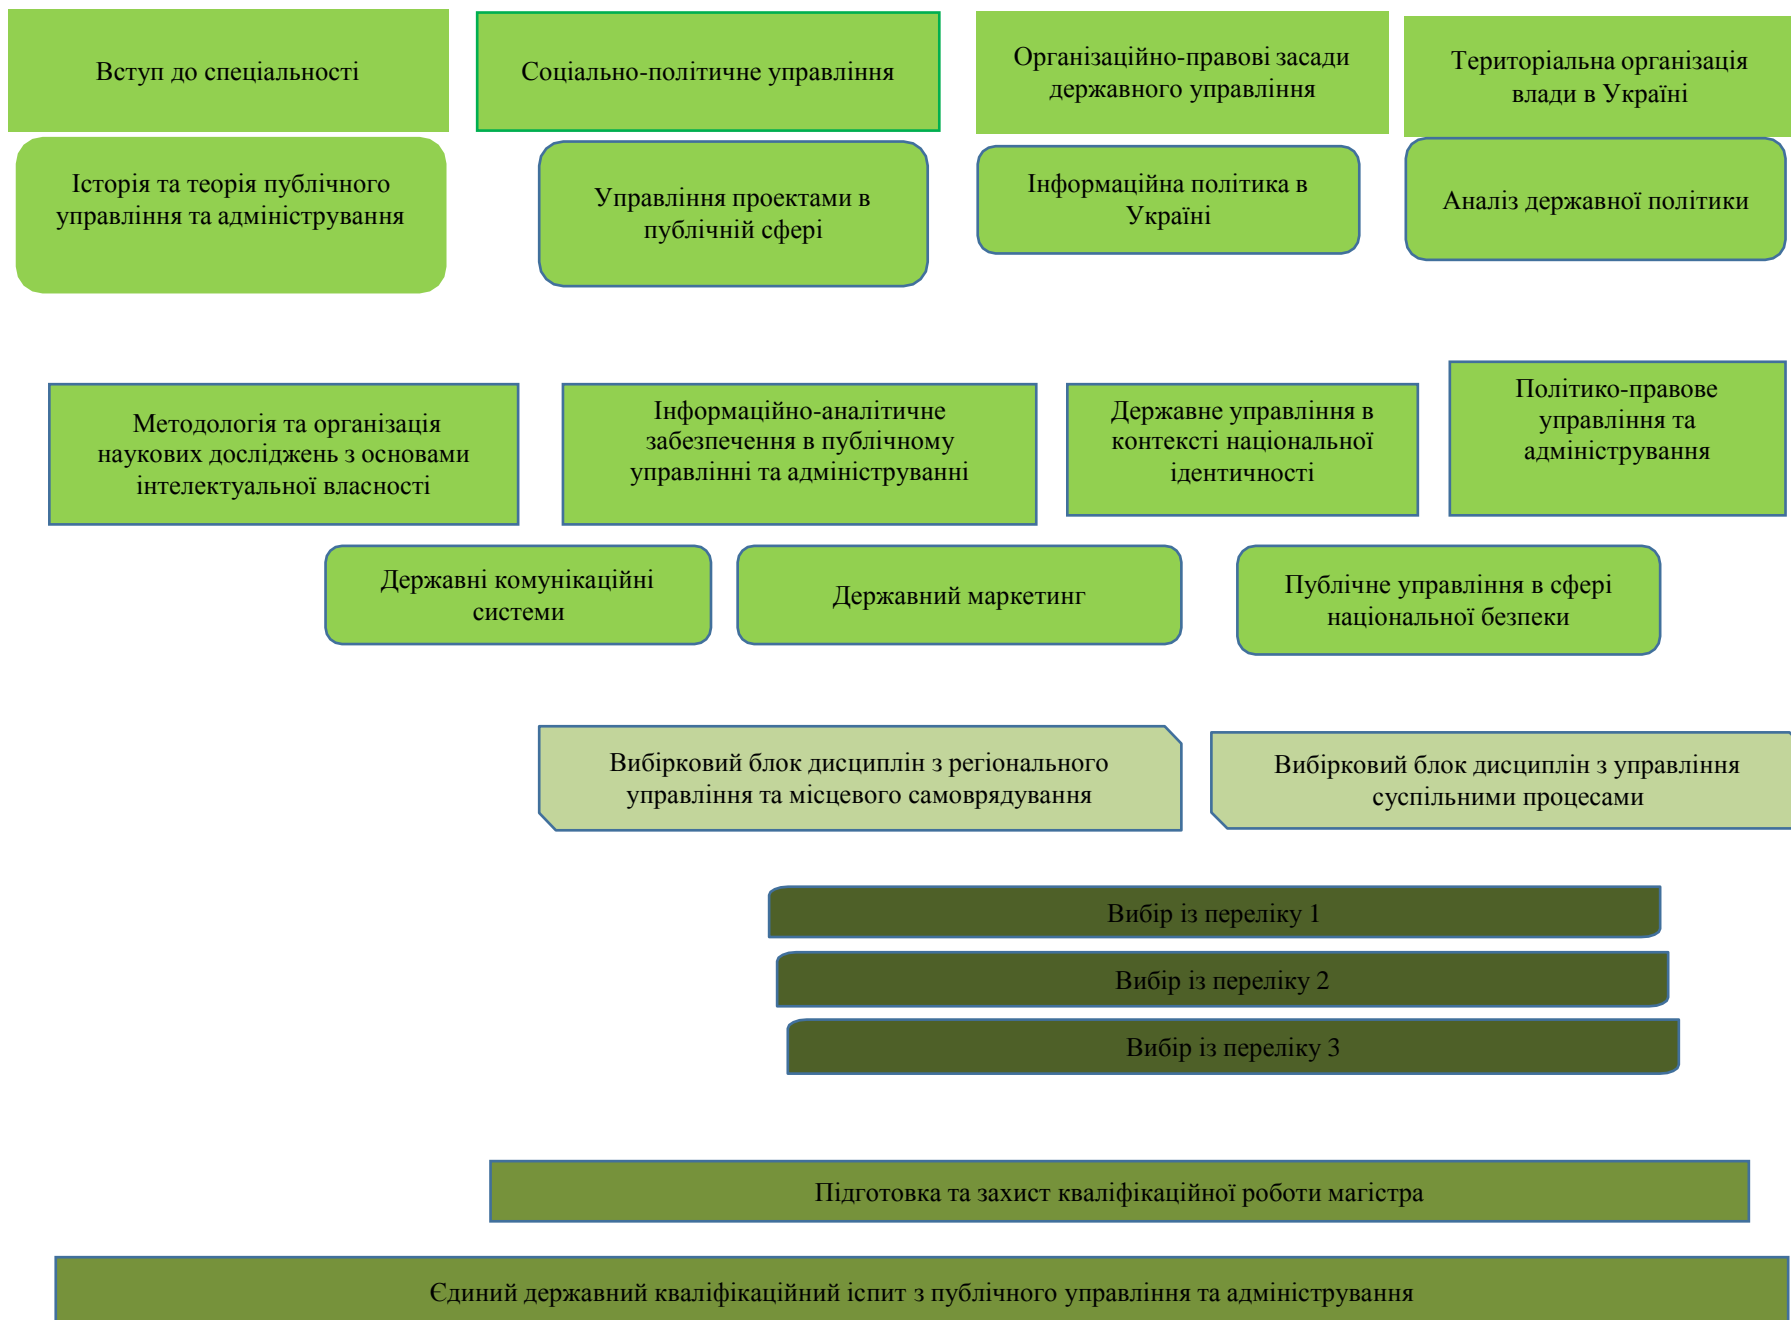 Вступ до спеціальності
Соціально-політичне управління
Організаційно-правові засади
державного управління
Територіальна організація
влади в Україні
Історія та теорія публічного
управління та адміністрування
Управління проектами в
публічній сфері
Інформаційна політика в
Україні
Аналіз державної політики
Методологія та організація
наукових досліджень з основами
інтелектуальної власності
Інформаційно-аналітичне
забезпечення в публічному
управлінні та адмініструванні
Державне управління в
контексті національної
ідентичності
Політико-правове
управління та
адміністрування
Державні комунікаційні
системи
Державний маркетинг
Публічне управління в сфері
національної безпеки
Вибірковий блок дисциплін з регіонального
управління та місцевого самоврядування
Вибірковий блок дисциплін з управління
суспільними процесами
Вибір із переліку 1
Вибір із переліку 2
Вибір із переліку 3
Підготовка та захист кваліфікаційної роботи магістра
Єдиний державний кваліфікаційний іспит з публічного управління та адміністрування